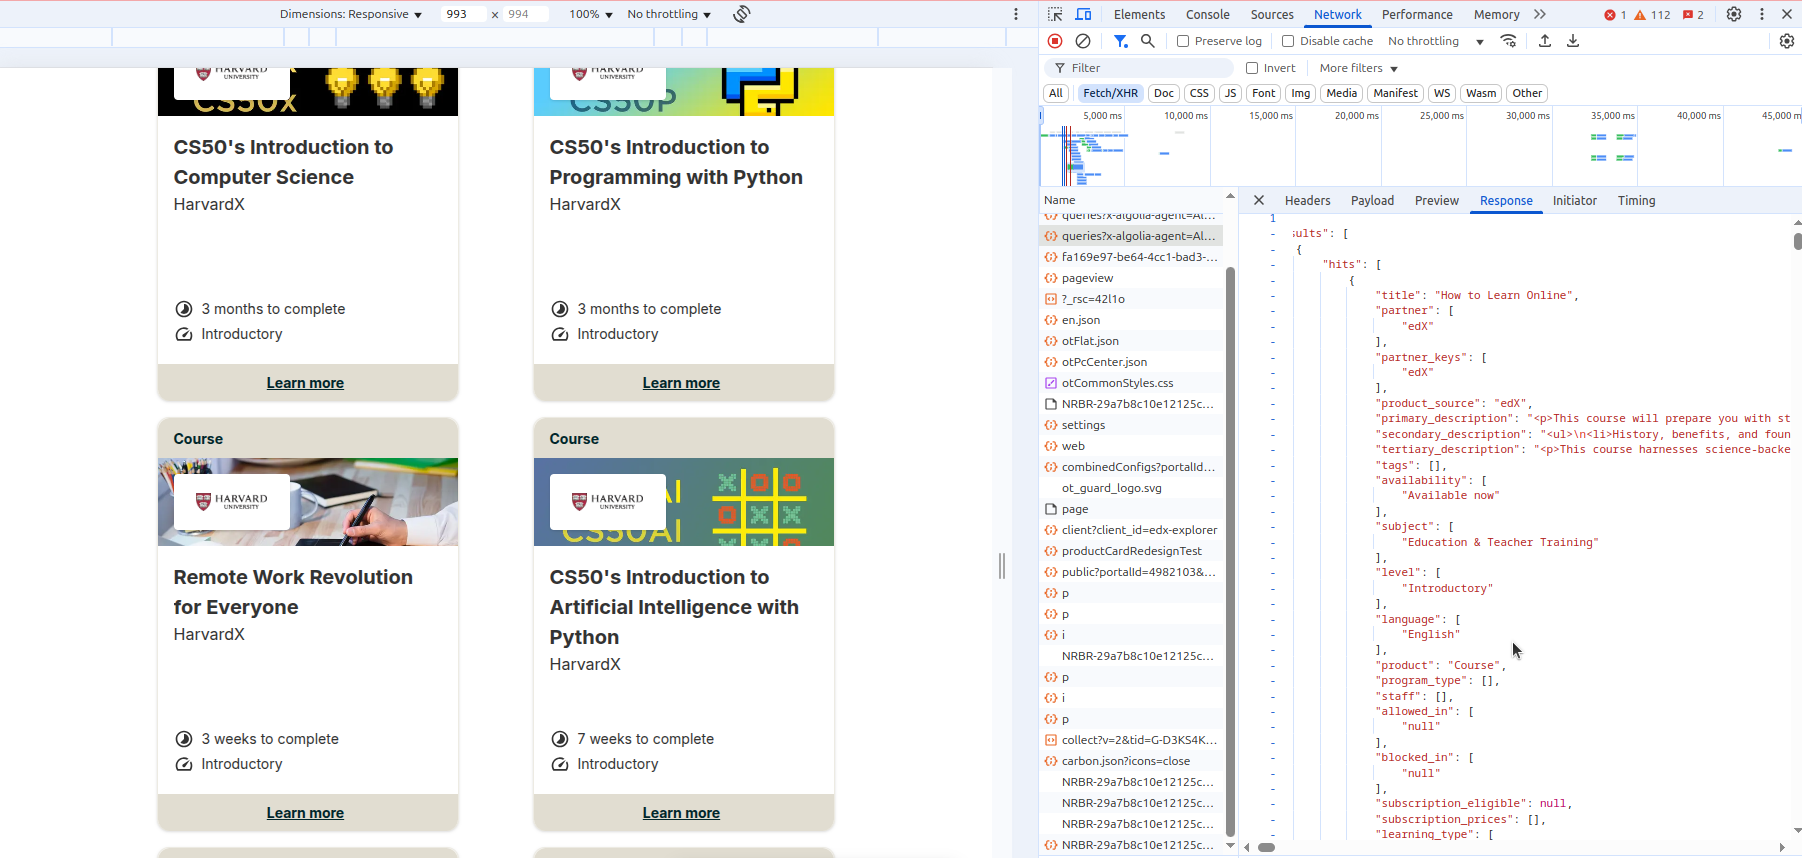 Dimensions: Responsive ▼ 993 × 994 100% ▼ No throttling ▼
HARVARD
UNIVERSITY
CS50x
CS50's Introduction to
Computer Science
HarvardX
3 months to complete
Introductory
Learn more
HARVARD
UNIVERSITY
CS50P
CS50's Introduction to
Programming with Python
HarvardX
3 months to complete
Introductory
Learn more
Course
HARVARD
UNIVERSITY
Remote Work Revolution
for Everyone
HarvardX
3 weeks to complete
Introductory
Learn more
Course
HARVARD
UNIVERSITY
AI
CS50AI
CS50's Introduction to
Artificial Intelligence with
Python
HarvardX
7 weeks to complete
Introductory
Learn more
Elements Console Sources Network Performance Memory 1 112 2
Preserve log Disable cache No throttling ▼
Filter Invert More filters ▼
All Fetch/XHR Doc CSS JS Font Img Media Manifest WS Wasm Other
5,000 ms 10,000 ms 15,000 ms 20,000 ms 25,000 ms 30,000 ms 35,000 ms 40,000 ms 45,000 m
Name
queries?x-algolia-agent=Al...
queries?x-algolia-agent=Al...
fa169e97-be64-4cc1-bad3-...
pageview
?_rsc=42l1o
en.json
otFlat.json
otPcCenter.json
otCommonStyles.css
NRBR-29a7b8c10e12125c...
settings
web
combinedConfigs?portalId...
ot_guard_logo.svg
page
client?client_id=edx-explorer
productCardRedesignTest
public?portalId=4982103&...
p
p
i
NRBR-29a7b8c10e12125c...
p
i
p
collect?v=2&tid=G-D3KS4K...
carbon.json?icons=close
NRBR-29a7b8c10e12125c...
NRBR-29a7b8c10e12125c...
NRBR-29a7b8c10e12125c...
NRBR-29a7b8c10e12125c...
Headers Payload Preview Response Initiator Timing
1
- sults": [
- {
- "hits": [
- {
- "title": "How to Learn Online",
- "partner": [
- "edX"
- ],
- "partner_keys": [
- "edX"
- ],
- "product_source": "edX",
- "primary_description": "<p>This course will prepare you with st
- "secondary_description": "<ul>\n<li>History, benefits, and foun
- "tertiary_description": "<p>This course harnesses science-backe
- "tags": [],
- "availability": [
- "Available now"
- ],
- "subject": [
- "Education & Teacher Training"
- ],
- "level": [
- "Introductory"
- ],
- "language": [
- "English"
- ],
- "product": "Course",
- "program_type": [],
- "staff": [],
- "allowed_in": [
- "null"
- ],
- "blocked_in": [
- "null"
- ],
- "subscription_eligible": null,
- "subscription_prices": [],
- "learning_type": [